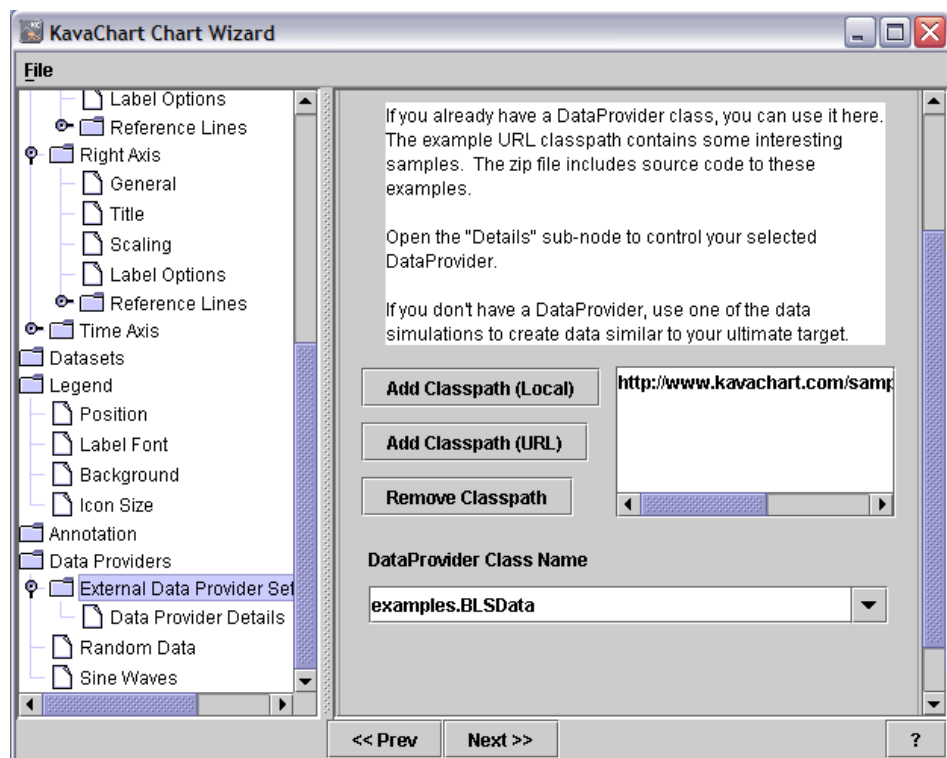 KavaChart Chart Wizard
File
Label Options
Reference Lines
Right Axis
General
Title
Scaling
Label Options
Reference Lines
Time Axis
Datasets
Legend
Position
Label Font
Background
Icon Size
Annotation
Data Providers
External Data Provider Set
Data Provider Details
Random Data
Sine Waves
If you already have a DataProvider class, you can use it here.
The example URL classpath contains some interesting
samples. The zip file includes source code to these
examples.
Open the "Details" sub-node to control your selected
DataProvider.
If you don't have a DataProvider, use one of the data
simulations to create data similar to your ultimate target.
Add Classpath (Local)
http://www.kavachart.com/samp
Add Classpath (URL)
Remove Classpath
DataProvider Class Name
examples.BLSData
<< Prev
Next >>
?